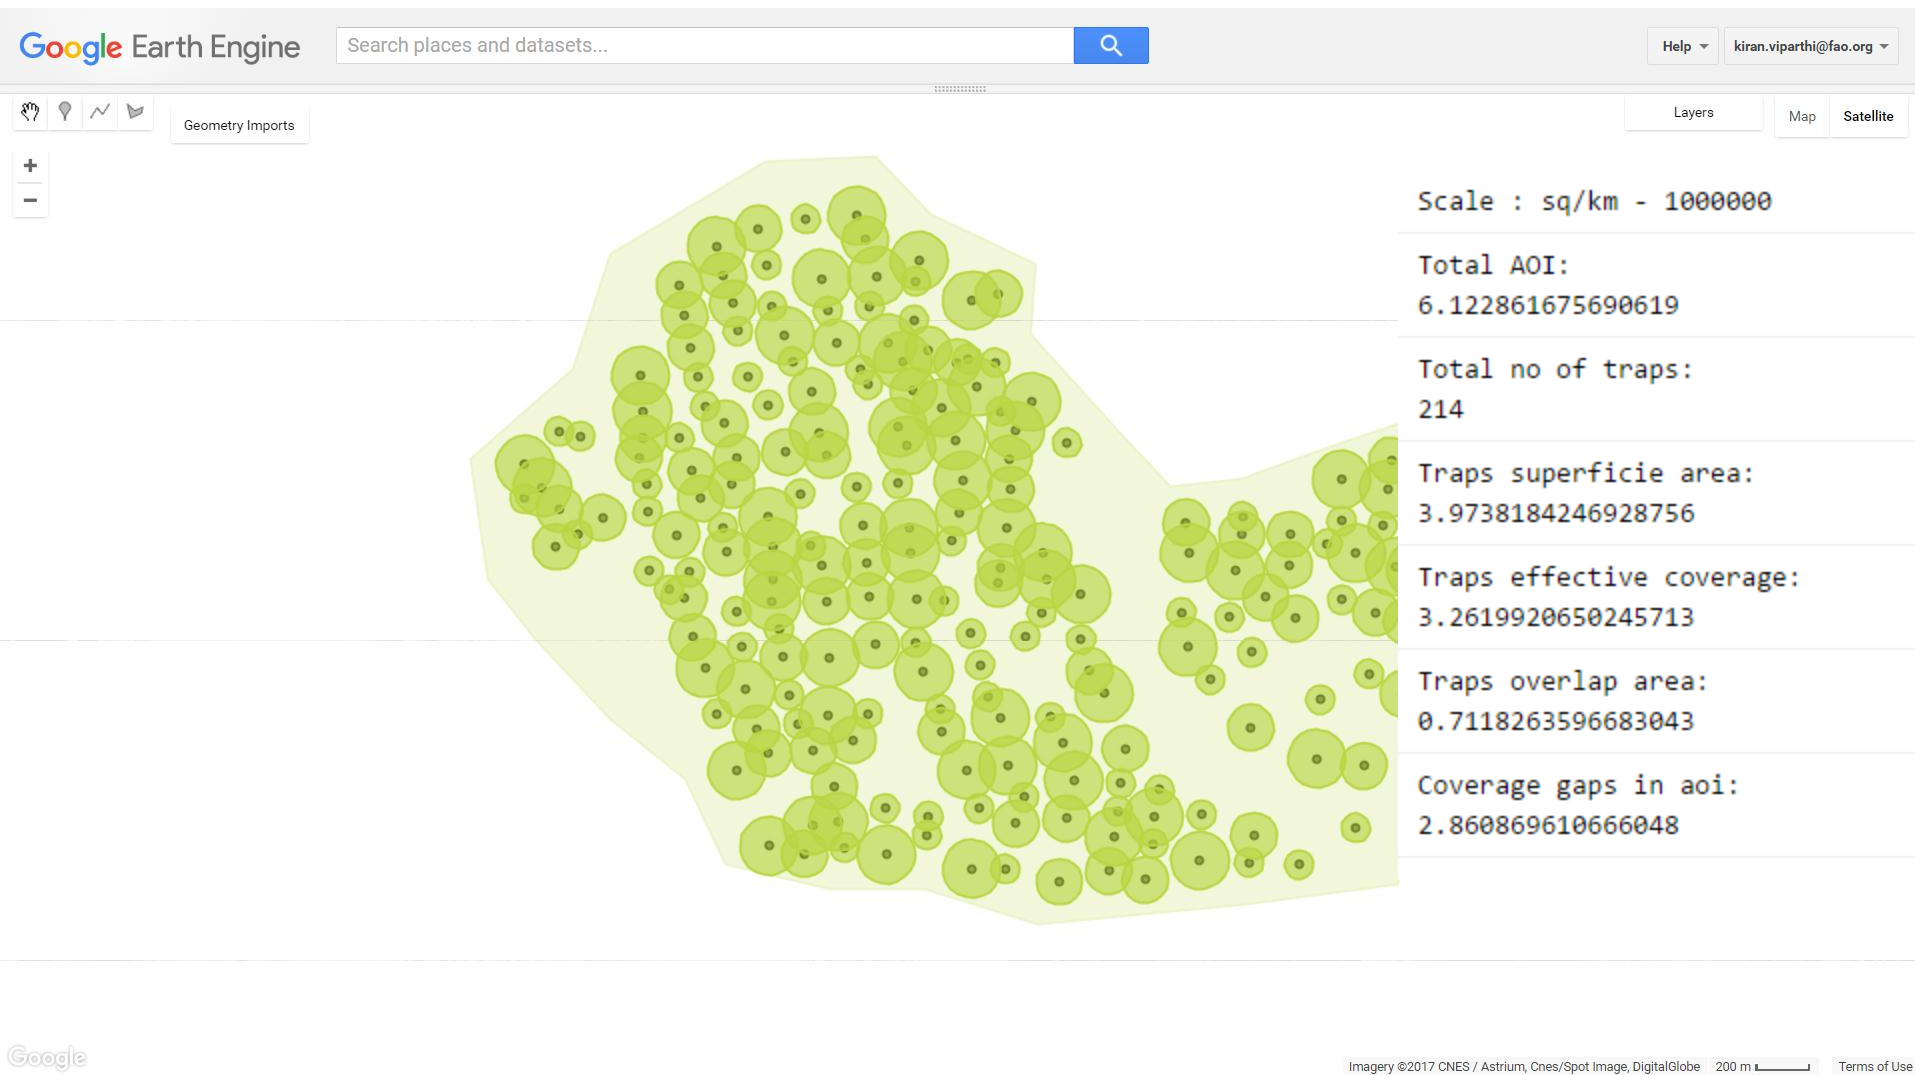 Google Earth Engine
Search places and datasets...
Help
kiran.viparthi@fao.org
Geometry Imports
Layers
Map
Satellite
+
−
Scale : sq/km - 1000000
Total AOI:
6.122861675690619
Total no of traps:
214
Traps superficie area:
3.9738184246928756
Traps effective coverage:
3.2619920650245713
Traps overlap area:
0.7118263596683043
Coverage gaps in aoi:
2.860869610666048
Google
Imagery ©2017 CNES / Astrium, Cnes/Spot Image, DigitalGlobe
200 m
Terms of Use